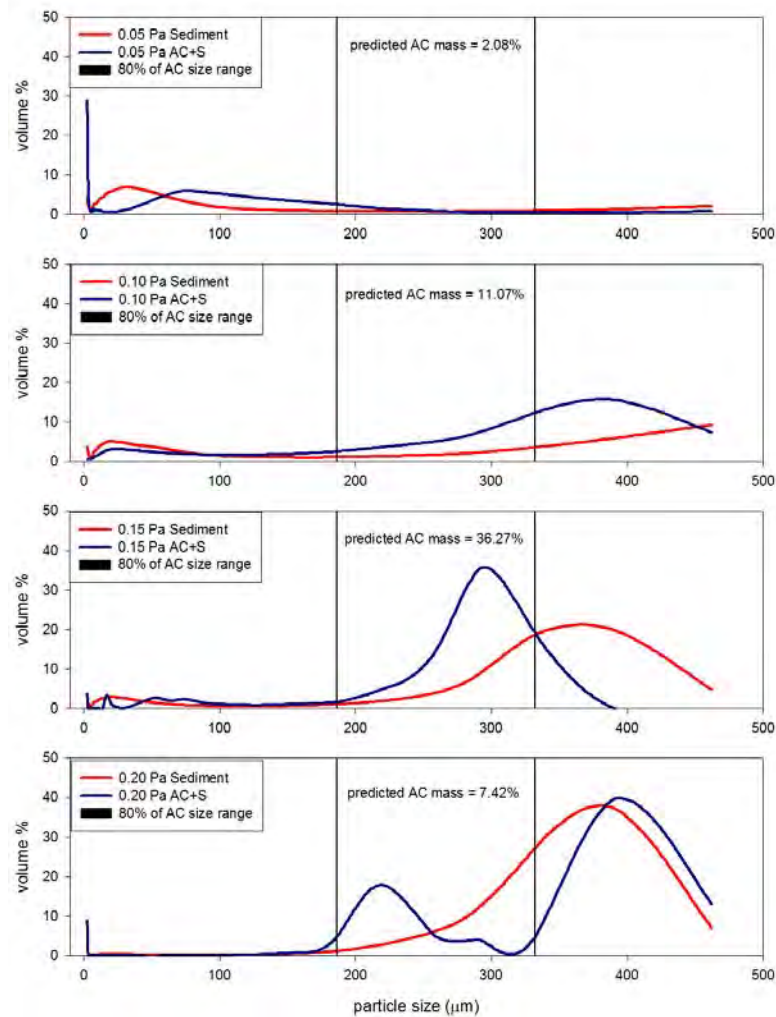 50
40
30
20
10
0
volume %
0.05 Pa Sediment
0.05 Pa AC+S
80% of AC size range
predicted AC mass = 2.08%
0 100 200 300 400 500
50
40
30
20
10
0
volume %
0.10 Pa Sediment
0.10 Pa AC+S
80% of AC size range
predicted AC mass = 11.07%
0 100 200 300 400 500
50
40
30
20
10
0
volume %
0.15 Pa Sediment
0.15 Pa AC+S
80% of AC size range
predicted AC mass = 36.27%
0 100 200 300 400 500
50
40
30
20
10
0
volume %
0.20 Pa Sediment
0.20 Pa AC+S
80% of AC size range
predicted AC mass = 7.42%
0 100 200 300 400 500
particle size (μm)